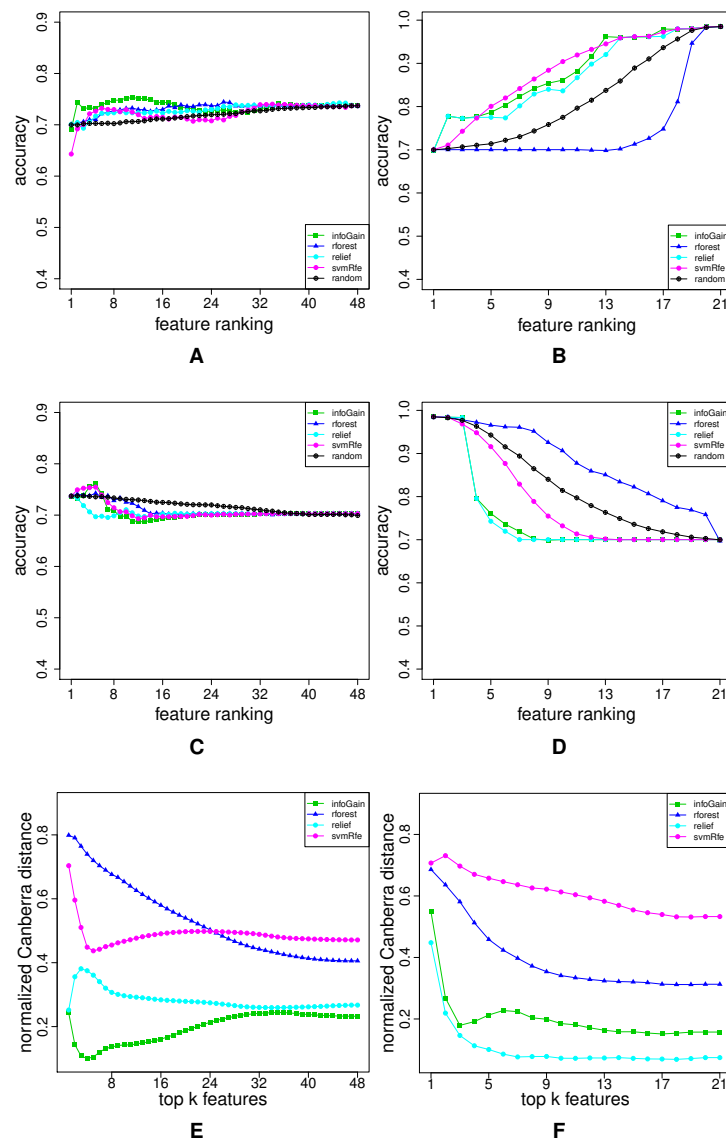 accuracy
0.4 0.5 0.6 0.7 0.8 0.9
infoGain
rforest
relief
svmRfe
random
1 8 16 24 32 40 48
feature ranking
A
accuracy
0.4 0.5 0.6 0.7 0.8 0.9 1.0
infoGain
rforest
relief
svmRfe
random
1 5 9 13 17 21
feature ranking
B
accuracy
0.4 0.5 0.6 0.7 0.8 0.9
infoGain
rforest
relief
svmRfe
random
1 8 16 24 32 40 48
feature ranking
C
accuracy
0.4 0.5 0.6 0.7 0.8 0.9 1.0
infoGain
rforest
relief
svmRfe
random
1 5 9 13 17 21
feature ranking
D
normalized Canberra distance
0.2 0.4 0.6 0.8
infoGain
rforest
relief
svmRfe
8 16 24 32 40 48
top k features
E
normalized Canberra distance
0.2 0.4 0.6 0.8
infoGain
rforest
relief
svmRfe
1 5 9 13 17 21
top k features
F